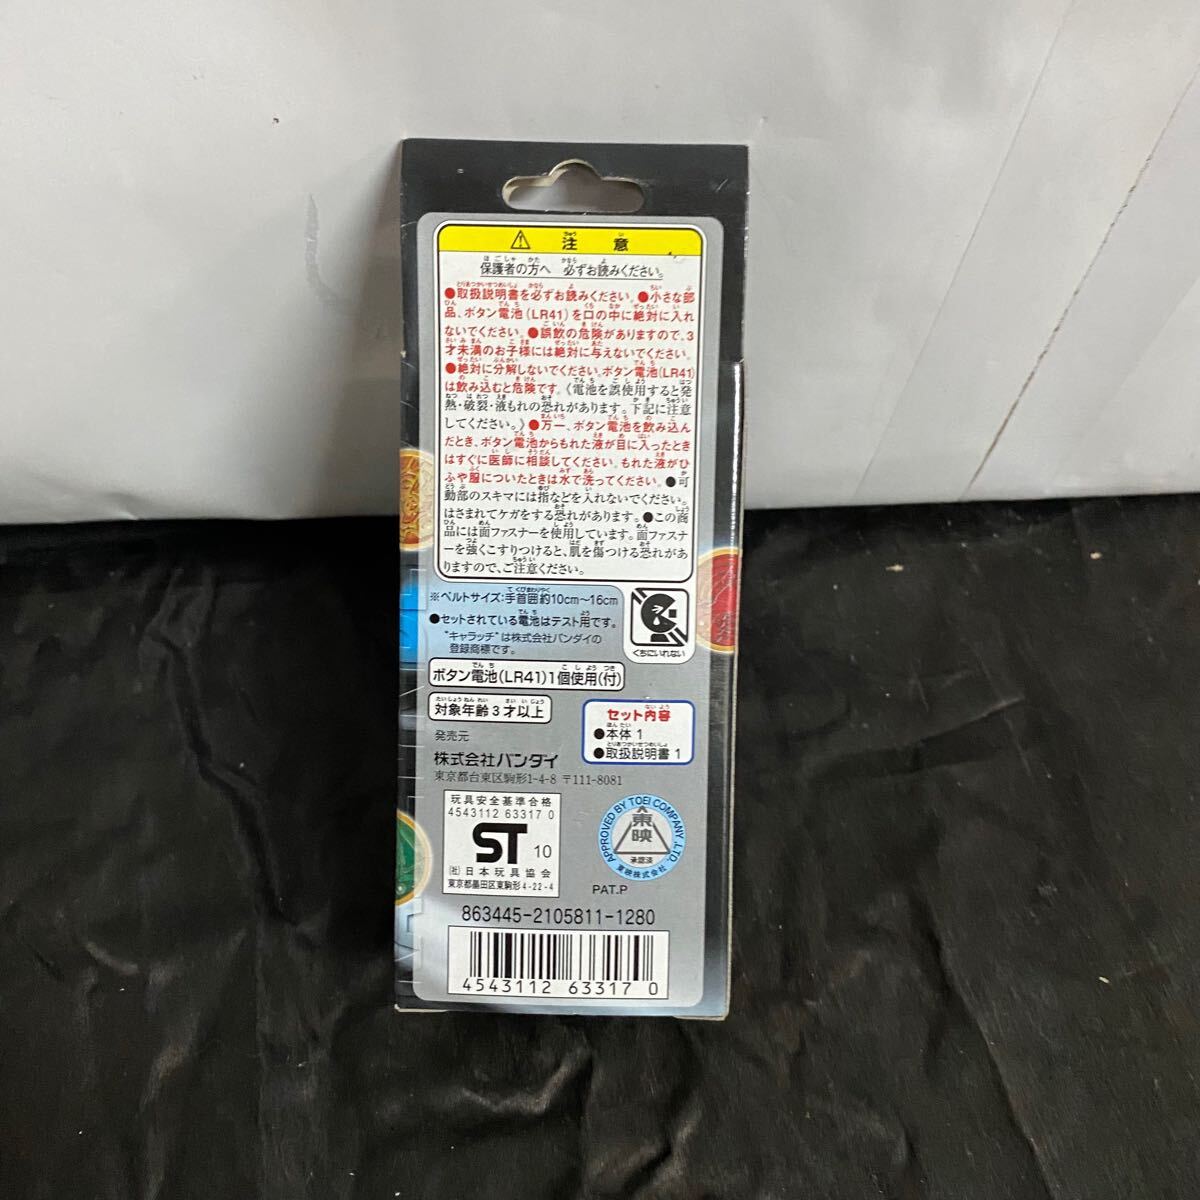 注意
保護者の方へ 必ずお読みください。
●取扱説明書を必ずお読みください。●小さな部
品、ボタン電池(LR41)を口の中に絶対に入れ
ないでください。●誤飲の危険がありますので、3
才未満のお子様には絶対に与えないでください。
●絶対に分解しないでください。ボタン電池(LR41)
は飲み込むと危険です。《電池を誤使用すると発
熱・破裂・液もれの恐れがあります。下記に注意
してください。》●万一、ボタン電池を飲み込ん
だとき、ボタン電池からもれた液が目に入ったとき
はすぐに医師に相談してください。もれた液がひ
ふや服についたときは水で洗ってください。●可
動部のスキマには指などを入れないでください。
はさまれてケガをする恐れがあります。●この商
品には面ファスナーを使用しています。面ファスナ
ーを強くこすりつけると、肌を傷つける恐れがあ
りますので、ご注意ください。
※ベルトサイズ:手首囲約10cm〜16cm
●セットされている電池はテスト用です。
"キャラッチ"は株式会社バンダイの
登録商標です。
くちにいれない
ボタン電池(LR41)1個使用(付)
対象年齢3才以上
セット内容
●本体1
●取扱説明書1
発売元
株式会社バンダイ
東京都台東区駒形1-4-8 〒111-8081
玩具安全基準合格
4543112 63317 0
ST 10
(社)日本玩具協会
東京都墨田区東駒形4-22-4
APPROVED BY TOEI COMPANY, LTD.
東映
承認済
東映株式会社
PAT.P
863445-2105811-1280
4543112 633170